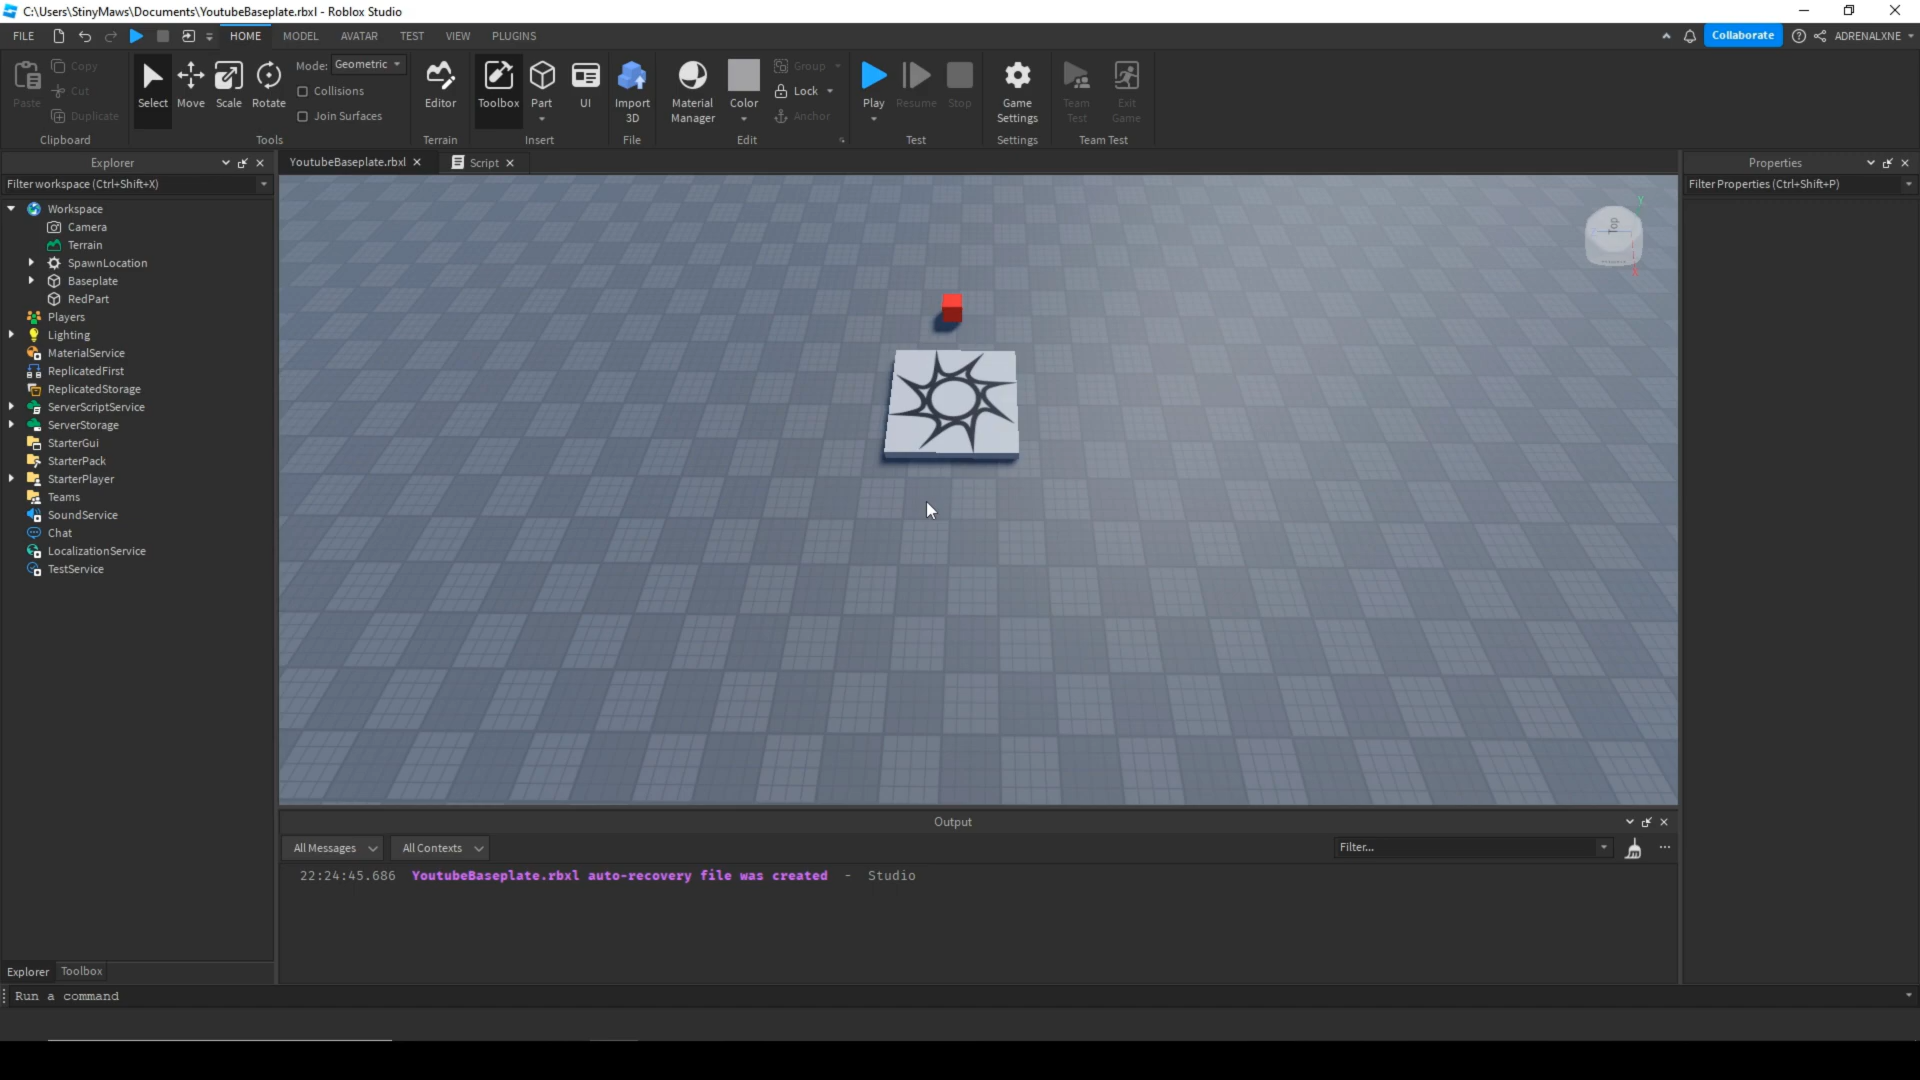 C:\Users\StinyMaws\Documents\YoutubeBaseplate.rbxl - Roblox Studio
FILE HOME MODEL AVATAR TEST VIEW PLUGINS Collaborate ADRENALXNE
Paste Copy Cut Duplicate
Clipboard
Select Move Scale Rotate
Mode: Geometric
Collisions
Join Surfaces
Tools
Editor
Terrain
Toolbox Part UI
Insert
Import 3D
File
Material Manager Color
Group
Lock
Anchor
Edit
Play Resume Stop
Test
Game Settings
Settings
Team Test Exit Game
Team Test
Explorer
Filter workspace (Ctrl+Shift+X)
Workspace
Camera
Terrain
SpawnLocation
Baseplate
RedPart
Players
Lighting
MaterialService
ReplicatedFirst
ReplicatedStorage
ServerScriptService
ServerStorage
StarterGui
StarterPack
StarterPlayer
Teams
SoundService
Chat
LocalizationService
TestService
Explorer Toolbox
YoutubeBaseplate.rbxl Script
Y
Top
Properties
Filter Properties (Ctrl+Shift+P)
Output
All Messages All Contexts Filter...
22:24:45.686 YoutubeBaseplate.rbxl auto-recovery file was created - Studio
Run a command